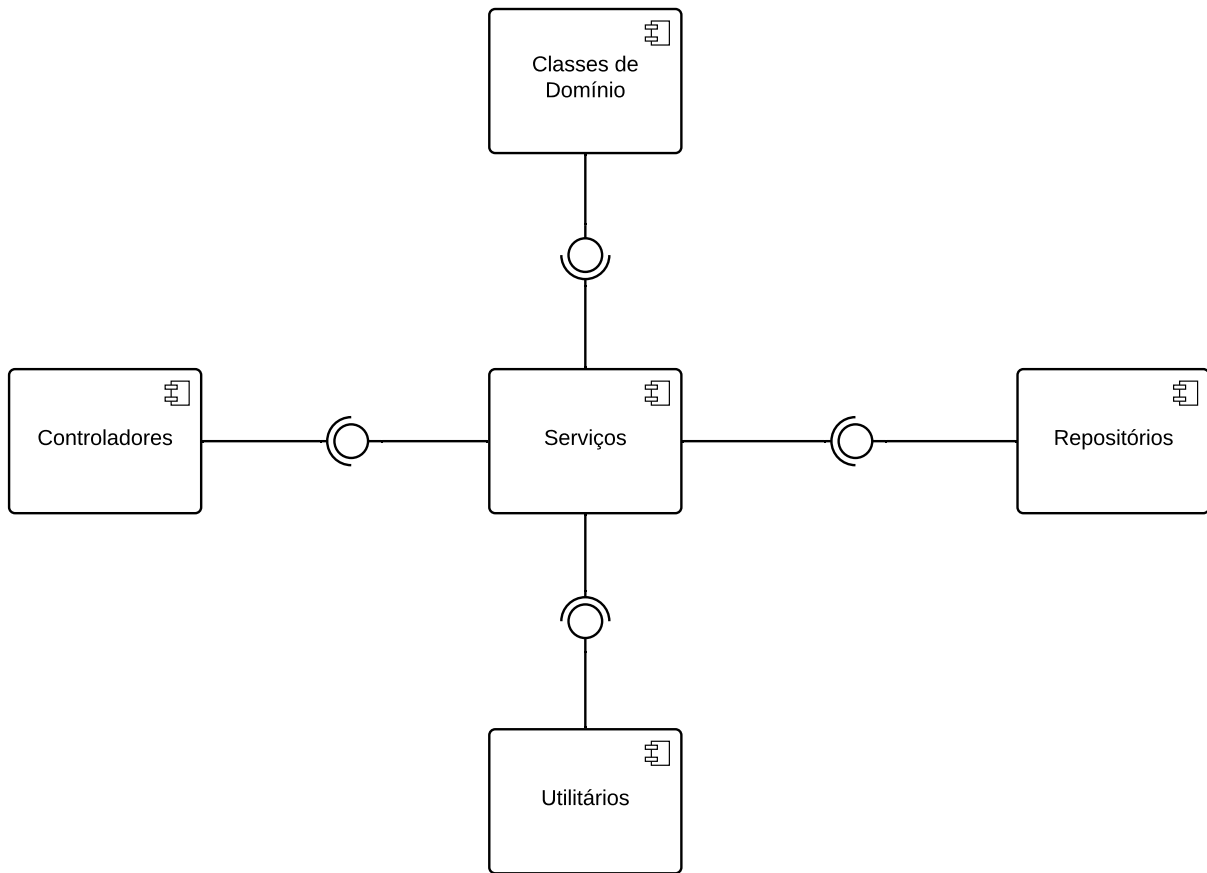 Classes de
Domínio
Controladores
Serviços
Repositórios
Utilitários